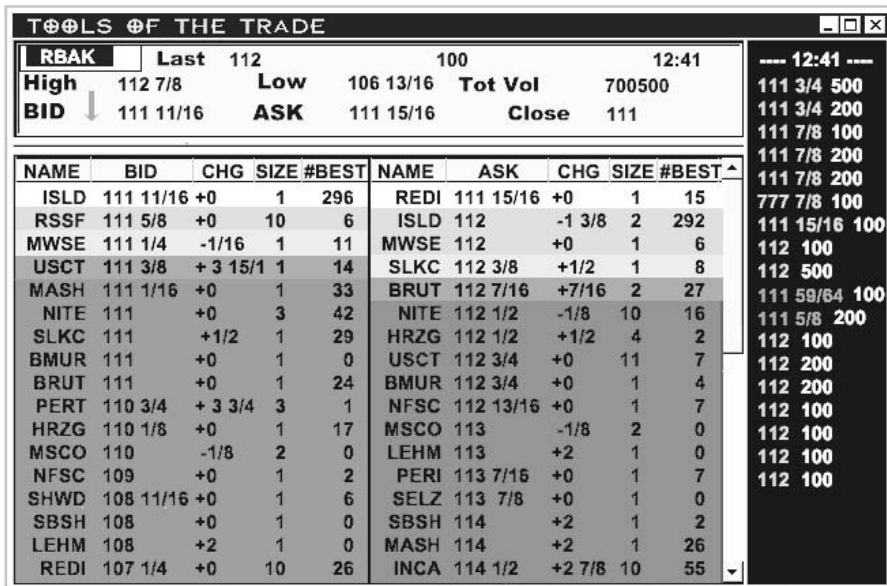 TOOLS OF THE TRADE
RBAK Last 112 100 12:41
High 112 7/8 Low 106 13/16 Tot Vol 700500
BID 111 11/16 ASK 111 15/16 Close 111
NAME BID CHG SIZE #BEST
ISLD 111 11/16 +0 1 296
RSSF 111 5/8 +0 10 6
MWSE 111 1/4 -1/16 1 11
USCT 111 3/8 + 3 15/1 1 14
MASH 111 1/16 +0 1 33
NITE 111 +0 3 42
SLKC 111 +1/2 1 29
BMUR 111 +0 1 0
BRUT 111 +0 1 24
PERT 110 3/4 + 3 3/4 3 1
HRZG 110 1/8 +0 1 17
MSCO 110 -1/8 2 0
NFSC 109 +0 1 2
SHWD 108 11/16 +0 1 6
SBSH 108 +0 1 0
LEHM 108 +2 1 0
REDI 107 1/4 +0 10 26
NAME ASK CHG SIZE #BEST
REDI 111 15/16 +0 1 15
ISLD 112 -1 3/8 2 292
MWSE 112 +0 1 6
SLKC 112 3/8 +1/2 1 8
BRUT 112 7/16 +7/16 2 27
NITE 112 1/2 -1/8 10 16
HRZG 112 1/2 +1/2 4 2
USCT 112 3/4 +0 11 7
BMUR 112 3/4 +0 1 4
NFSC 112 13/16 +0 1 7
MSCO 113 -1/8 2 0
LEHM 113 +2 1 0
PERI 113 7/16 +0 1 7
SELZ 113 7/8 +0 1 0
SBSH 114 +2 1 2
MASH 114 +2 1 26
INCA 114 1/2 +2 7/8 10 55
---- 12:41 ----
111 3/4 500
111 3/4 200
111 7/8 100
111 7/8 200
111 7/8 200
777 7/8 100
111 15/16 100
112 100
112 500
111 59/64 100
111 5/8 200
112 100
112 200
112 200
112 100
112 100
112 100
112 100